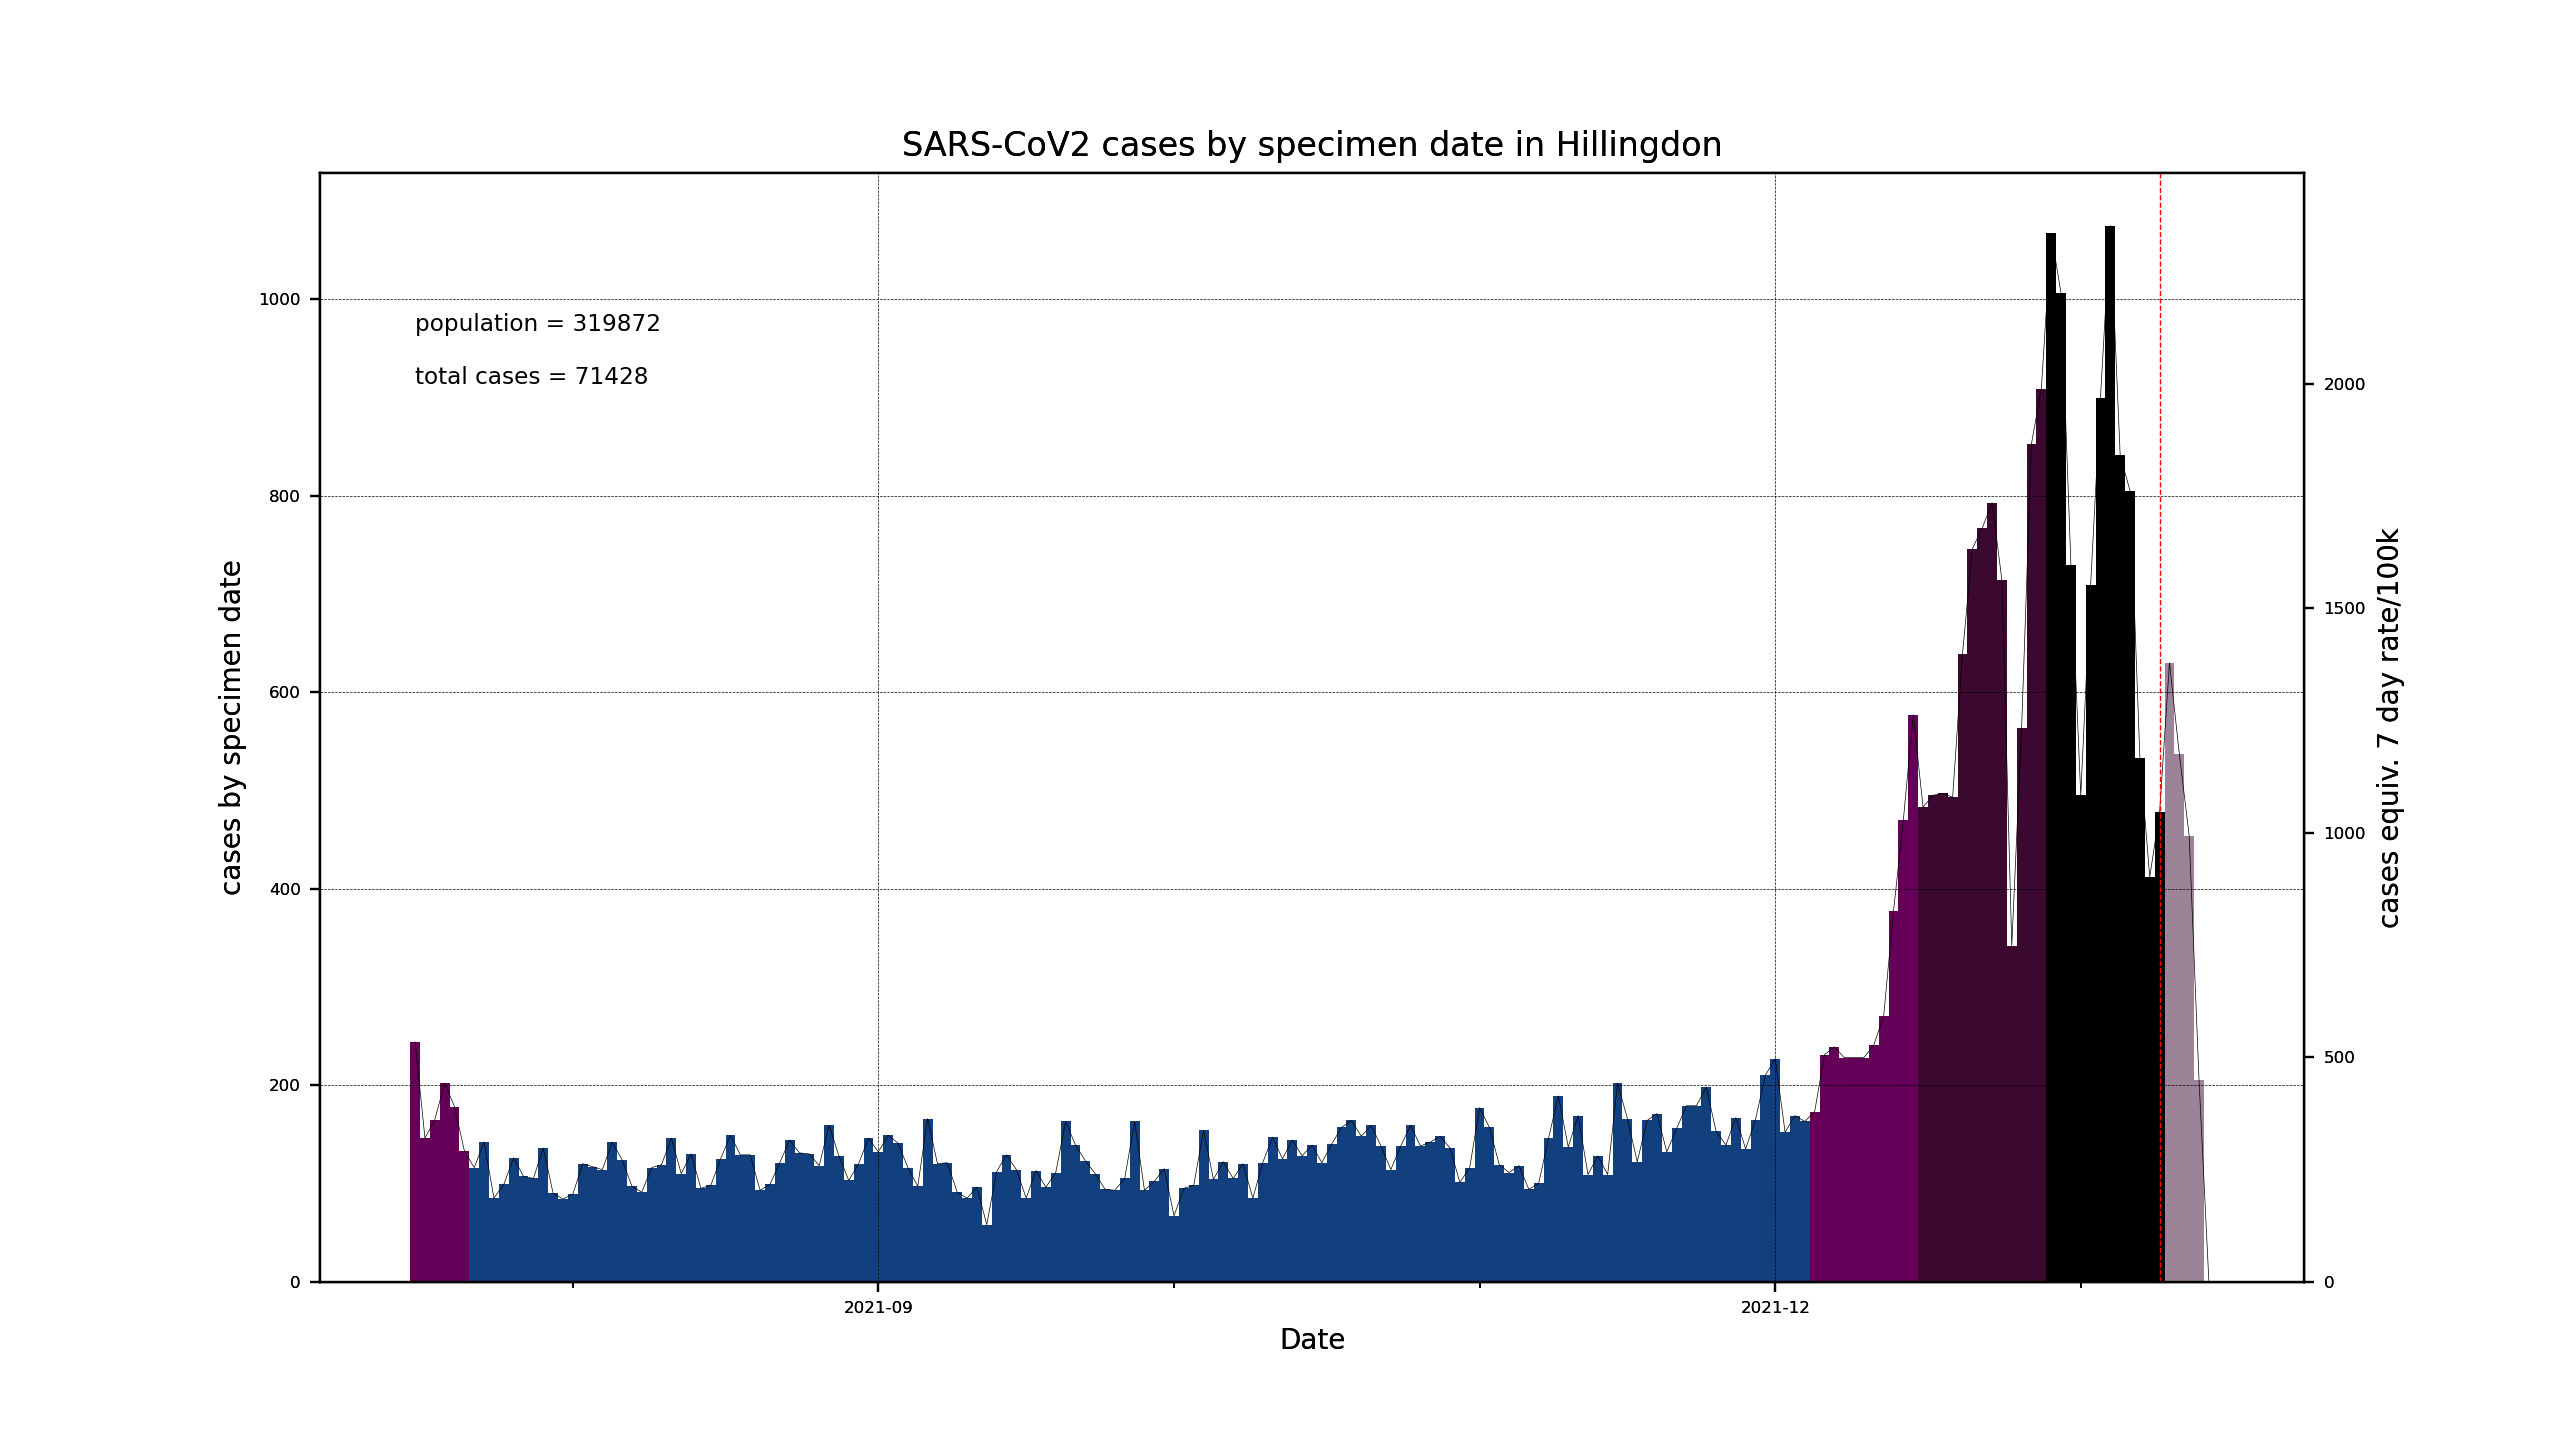 SARS-CoV2 cases by specimen date in Hillingdon
population = 319872
total cases = 71428
cases by specimen date
1000
800
600
400
200
0
2021-09
2021-12
Date
2000
1500
1000
500
0
cases equiv. 7 day rate/100k